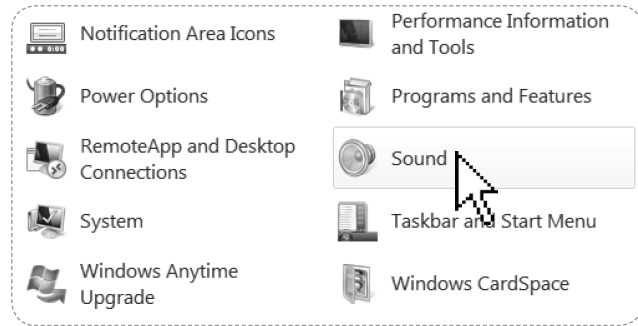 Notification Area Icons
Performance Information
and Tools
Power Options
Programs and Features
RemoteApp and Desktop
Connections
Sound
System
Taskbar and Start Menu
Windows Anytime
Upgrade
Windows CardSpace